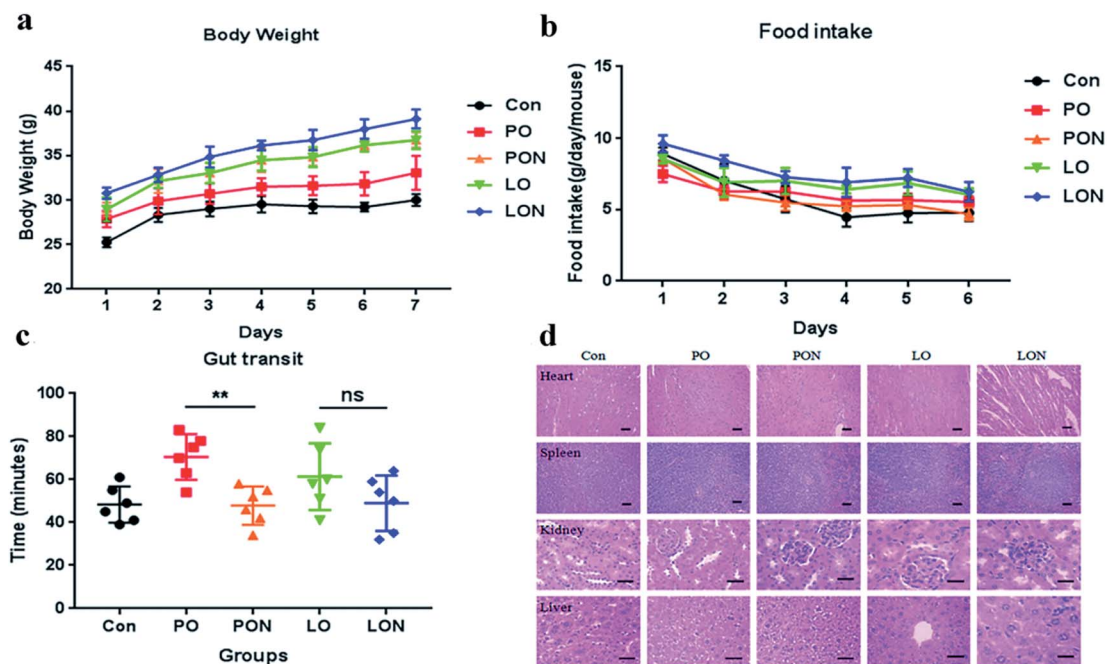 a
Body Weight
Body Weight (g)
45
40
35
30
25
20
1 2 3 4 5 6 7
Days
Con
PO
PON
LO
LON
b
Food intake
Food intake(g/day/mouse)
15
10
5
0
1 2 3 4 5 6
Days
Con
PO
PON
LO
LON
c
Gut transit
Time (minutes)
100
80
60
40
20
0
**
ns
Con PO PON LO LON
Groups
d
Con PO PON LO LON
Heart
Spleen
Kidney
Liver